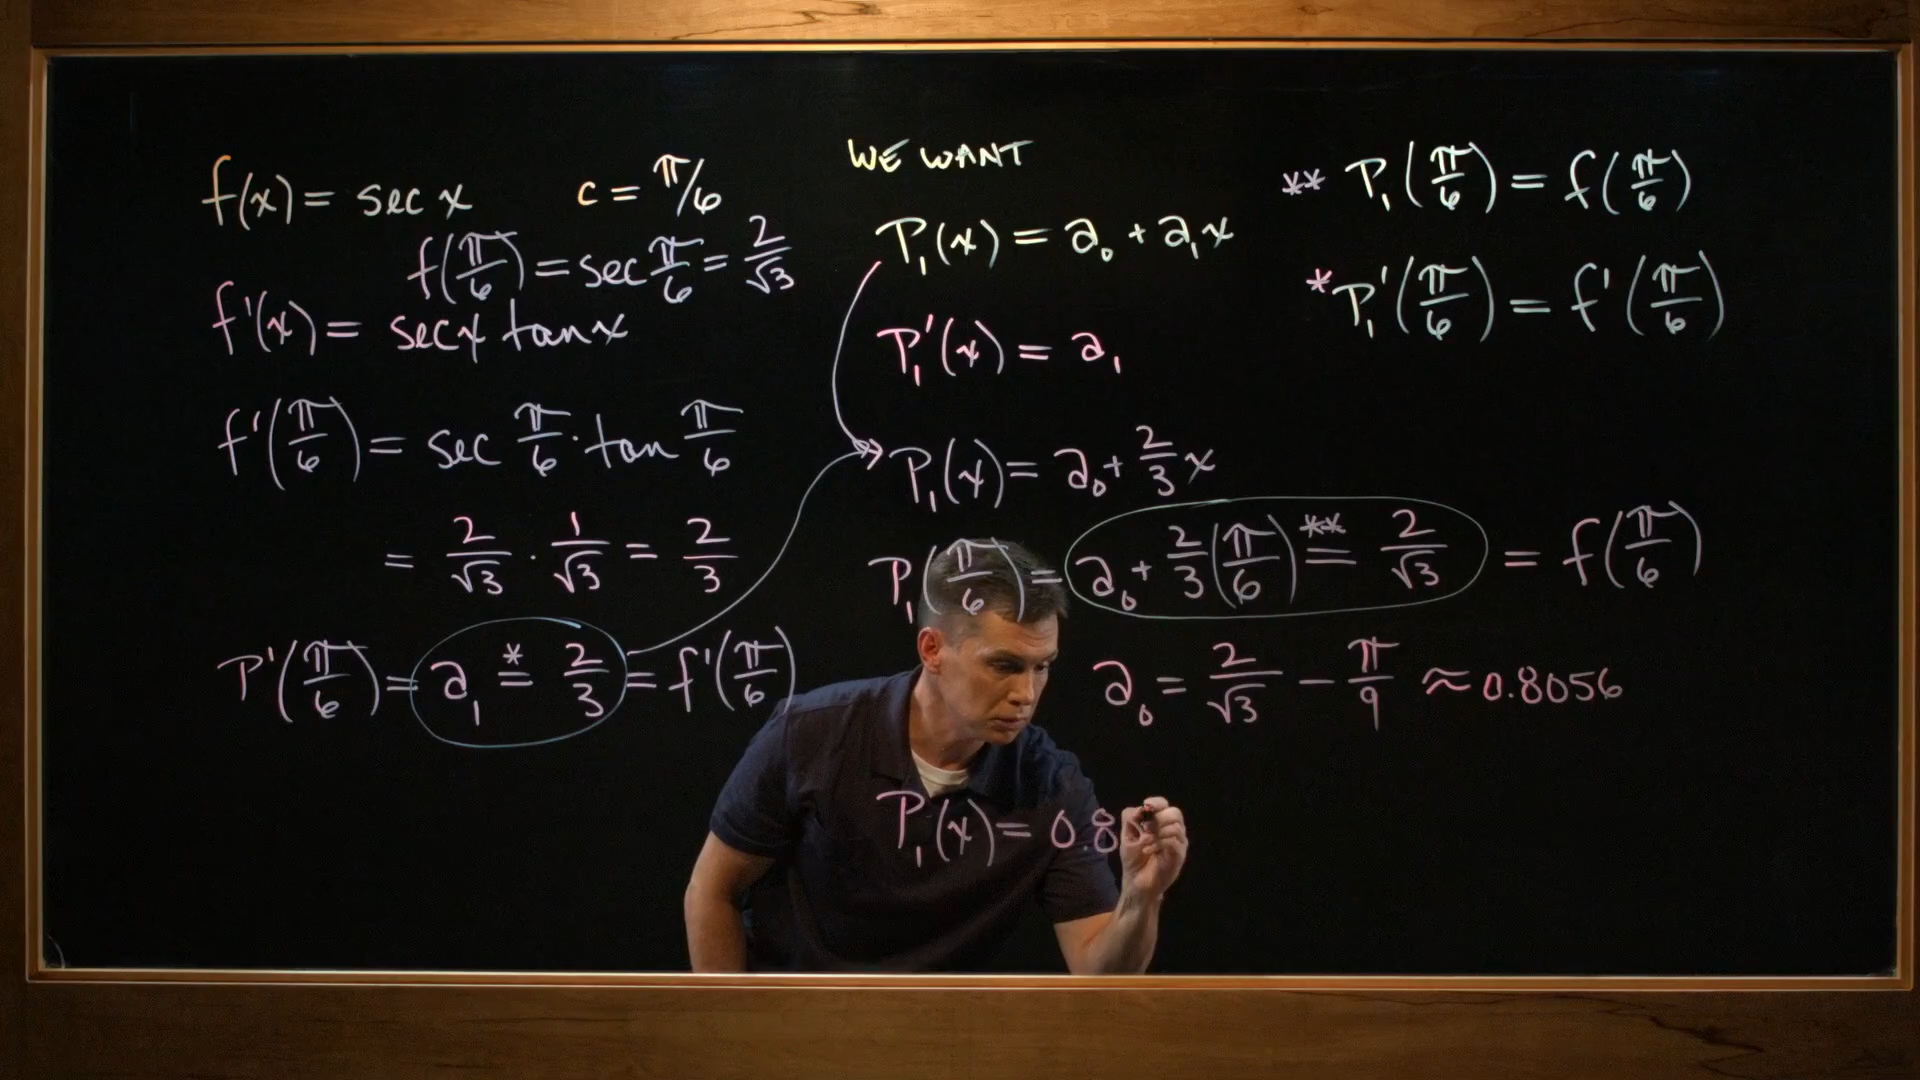 f(x) = sec x    c = π/6
f(π/6) = sec π/6 = 2/√3
f'(x) = sec x tan x
f'(π/6) = sec π/6 · tan π/6
= 2/√3 · 1/√3 = 2/3
P'(π/6) = a₁ *= 2/3 = f'(π/6)
WE WANT
P₁(x) = a₀ + a₁x
P₁'(x) = a₁
P₁(x) = a₀ + 2/3 x
P₁(π/6) = a₀ + 2/3 (π/6) **= 2/√3 = f(π/6)
a₀ = 2/√3 − π/9 ≈ 0.8056
P₁(x) = 0.8
** P₁(π/6) = f(π/6)
* P₁'(π/6) = f'(π/6)